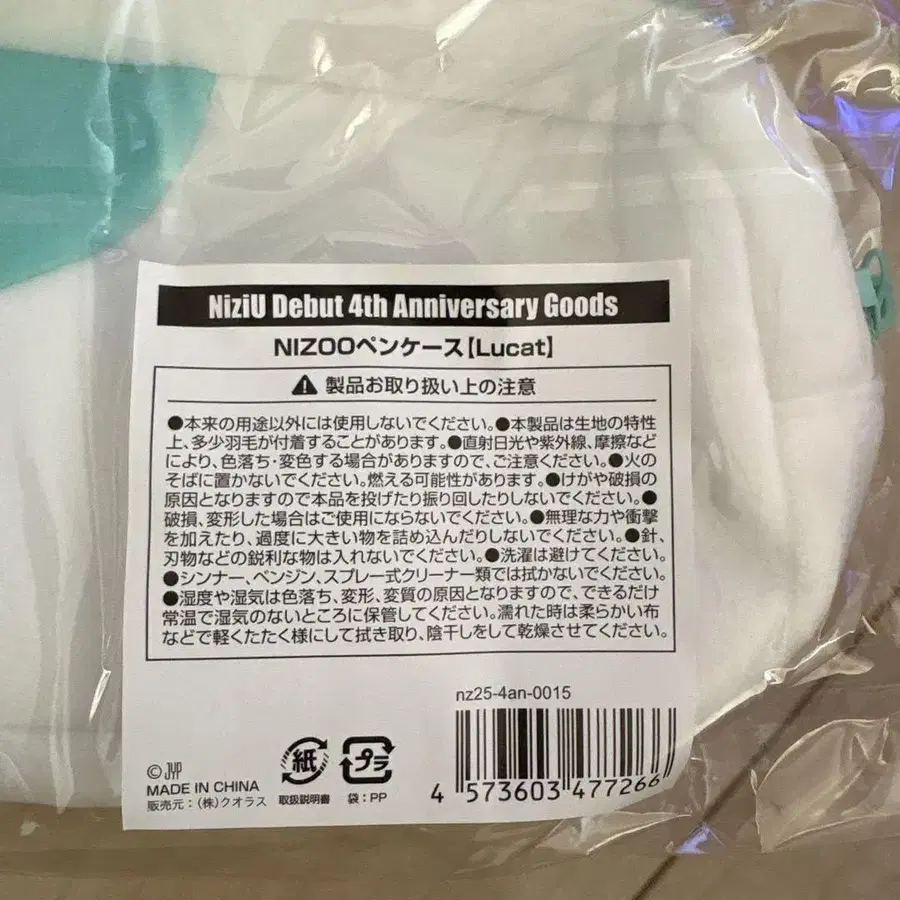 NiziU Debut 4th Anniversary Goods
NIZOOペンケース【Lucat】
⚠ 製品お取り扱い上の注意
●本来の用途以外には使用しないでください。●本製品は生地の特性
上、多少羽毛が付着することがあります。●直射日光や紫外線、摩擦など
により、色落ち・変色する場合がありますので、ご注意ください。●火の
そばに置かないでください。燃える可能性があります。●けがや破損の
原因となりますので本品を投げたり振り回したりしないでください。●
破損、変形した場合はご使用にならないでください。●無理な力や衝撃
を加えたり、過度に大きい物を詰め込んだりしないでください。●針、
刃物などの鋭利な物は入れないでください。●洗濯は避けてください。
●シンナー、ベンジン、スプレー式クリーナー類では拭かないでください。
●湿度や湿気は色落ち、変形、変質の原因となりますので、できるだけ
常温で湿気のないところに保管してください。濡れた時は柔らかい布
などで軽くたたく様にして拭き取り、陰干しをして乾燥させてください。
nz25-4an-0015
© JYP
MADE IN CHINA
販売元：（株）クオラス
紙
取扱説明書
プラ
袋：PP
4 573603 477266